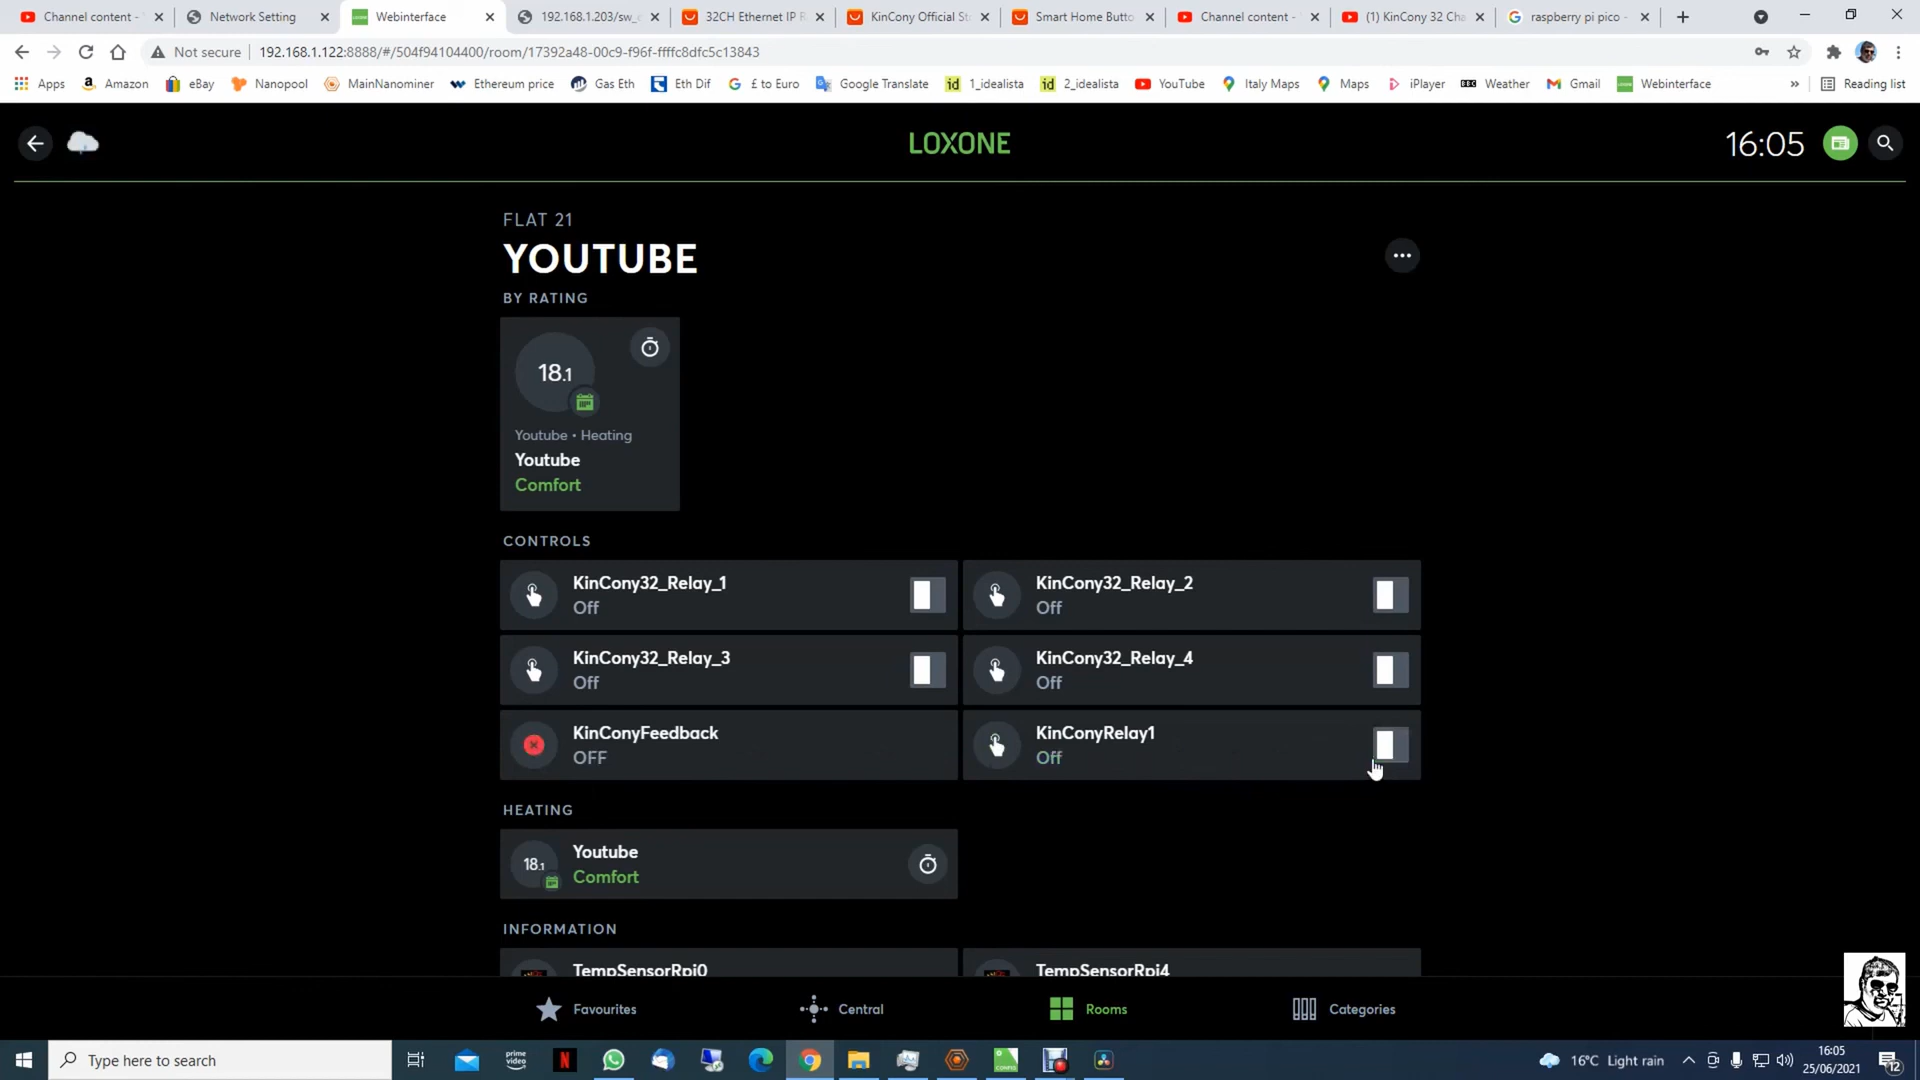 Channel content -
Network Setting
Webinterface
192.168.1.203/sw_
32CH Ethernet IP R
KinCony Official St
Smart Home Butto
Channel content -
(1) KinCony 32 Cha
raspberry pi pico -
Not secure
192.168.1.122:8888/#/504f94104400/room/17392a48-00c9-f96f-ffffc8dfc5c13843
Apps
Amazon
eBay
Nanopool
MainNanominer
Ethereum price
Gas Eth
Eth Dif
£ to Euro
Google Translate
1_idealista
2_idealista
YouTube
Italy Maps
Maps
iPlayer
Weather
Gmail
Webinterface
»
Reading list
LOXONE
16:05
FLAT 21
YOUTUBE
BY RATING
18.1
Youtube • Heating
Youtube
Comfort
CONTROLS
KinCony32_Relay_1
Off
KinCony32_Relay_2
Off
KinCony32_Relay_3
Off
KinCony32_Relay_4
Off
KinConyFeedback
OFF
KinConyRelay1
Off
HEATING
18.1
Youtube
Comfort
INFORMATION
TempSensorRpi0
TempSensorRpi4
Favourites
Central
Rooms
Categories
Type here to search
prime
video
N
CONFIG
16°C Light rain
16:05
25/06/2021
12